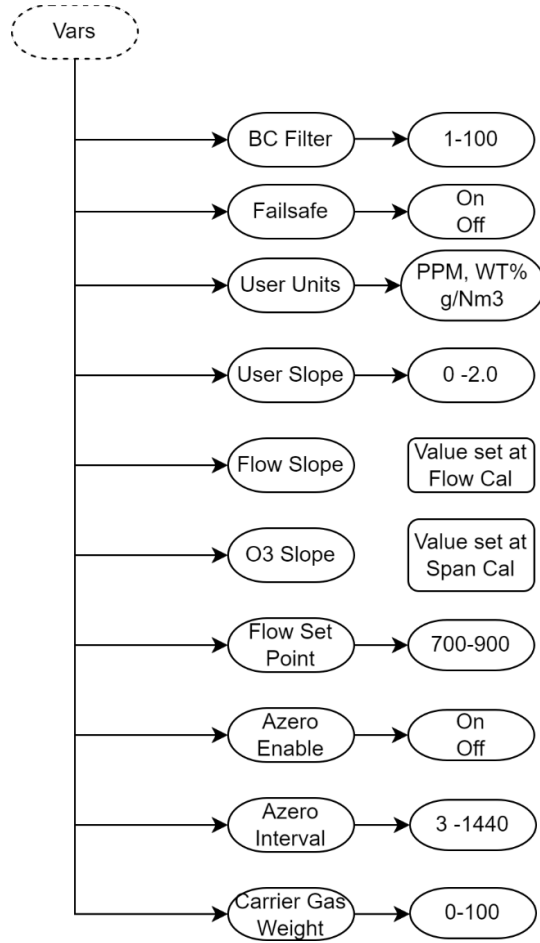 Vars
BC Filter
1-100
Failsafe
On
Off
User Units
PPM, WT%
g/Nm3
User Slope
0 -2.0
Flow Slope
Value set at
Flow Cal
O3 Slope
Value set at
Span Cal
Flow Set
Point
700-900
Azero
Enable
On
Off
Azero
Interval
3 -1440
Carrier Gas
Weight
0-100